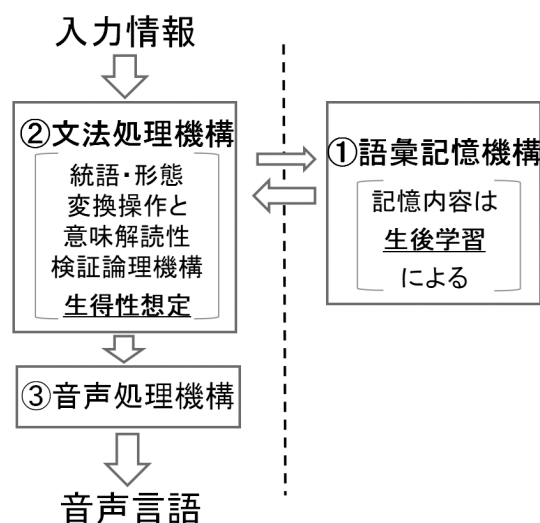 入力情報
②文法処理機構
統語・形態
変換操作と
意味解読性
検証論理機構
生得性想定
①語彙記憶機構
記憶内容は
生後学習
による
③音声処理機構
音声言語